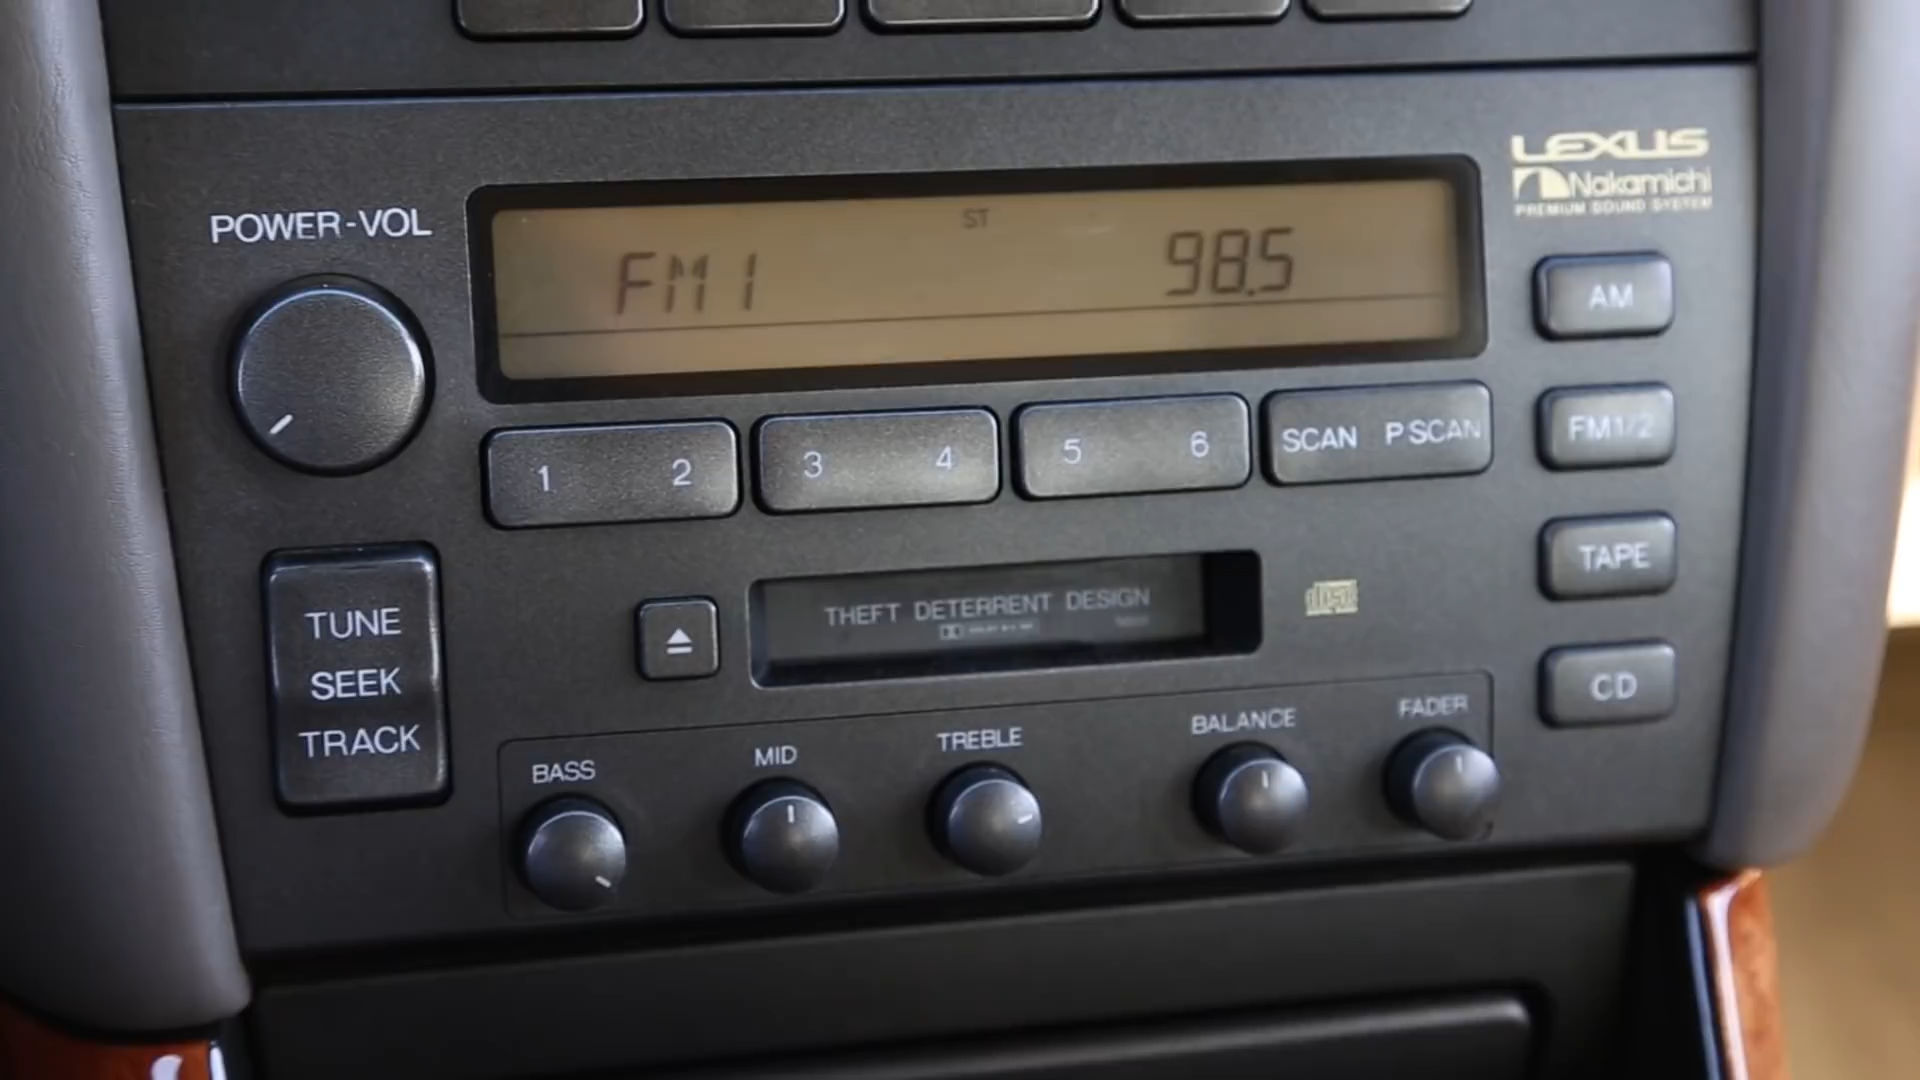 LEXUS
Nakamichi
PREMIUM SOUND SYSTEM
POWER-VOL
ST
FM1 98.5
AM
1 2 3 4 5 6 SCAN P SCAN
FM1/2
TUNE
SEEK
TRACK
THEFT DETERRENT DESIGN
disc
TAPE
CD
BASS MID TREBLE BALANCE FADER